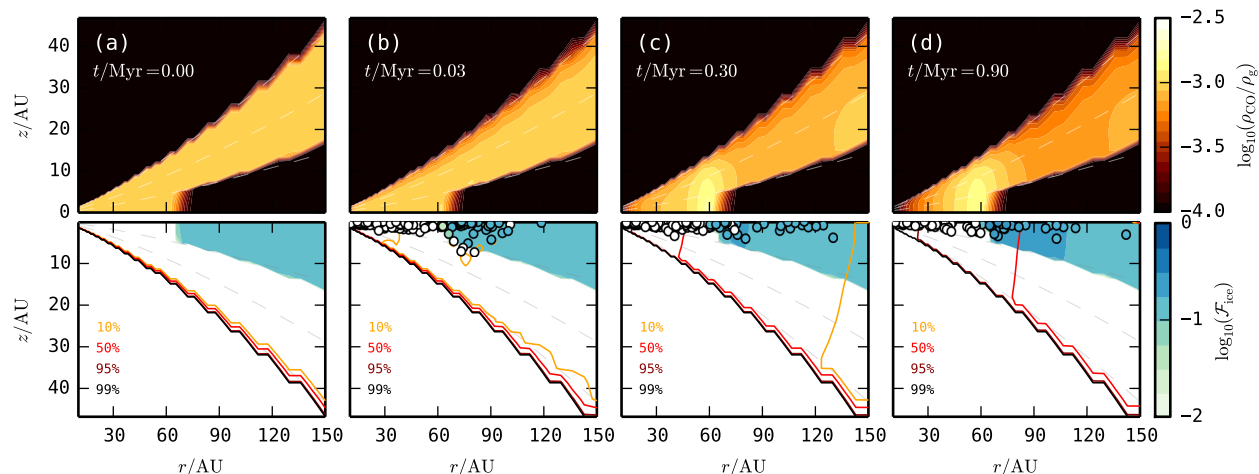 (a) (b) (c) (d)
t/Myr=0.00 t/Myr=0.03 t/Myr=0.30 t/Myr=0.90
z/AU
40
30
20
10
0
−2.5
−3.0
−3.5
−4.0
log₁₀(ρ_CO/ρ_g)
z/AU
10
20
30
40
10% 10% 10% 10%
50% 50% 50% 50%
95% 95% 95% 95%
99% 99% 99% 99%
0
−1
−2
log₁₀(ℱ_ice)
30 60 90 120 150 30 60 90 120 150 30 60 90 120 150 30 60 90 120 150
r/AU r/AU r/AU r/AU